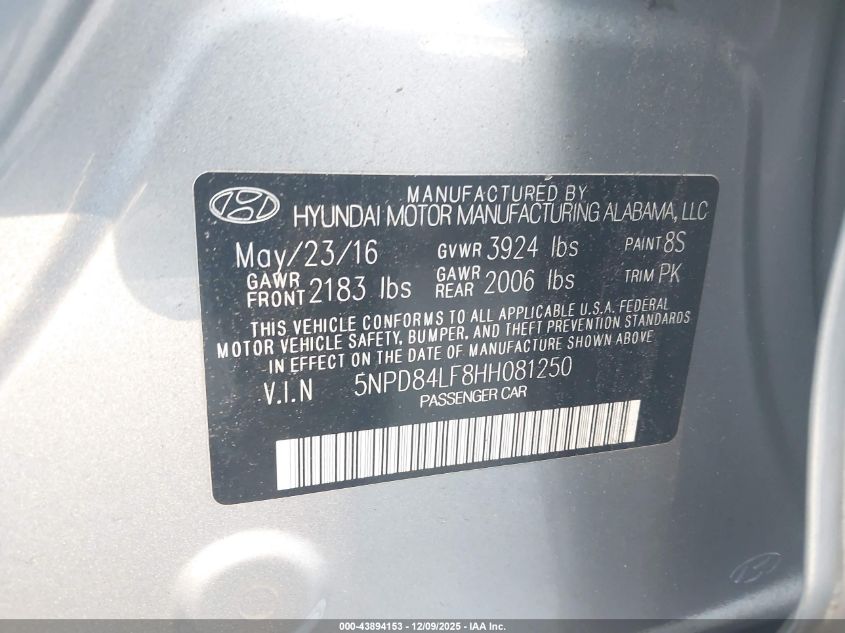 MANUFACTURED BY
HYUNDAI MOTOR MANUFACTURING ALABAMA, LLC
May/23/16 GVWR 3924 lbs PAINT 8S
GAWR FRONT 2183 lbs GAWR REAR 2006 lbs TRIM PK
THIS VEHICLE CONFORMS TO ALL APPLICABLE U.S.A. FEDERAL
MOTOR VEHICLE SAFETY, BUMPER, AND THEFT PREVENTION STANDARDS
IN EFFECT ON THE DATE OF MANUFACTURE SHOWN ABOVE
V.I.N 5NPD84LF8HH081250
PASSENGER CAR
000-43894153 - 12/09/2025 - IAA Inc.